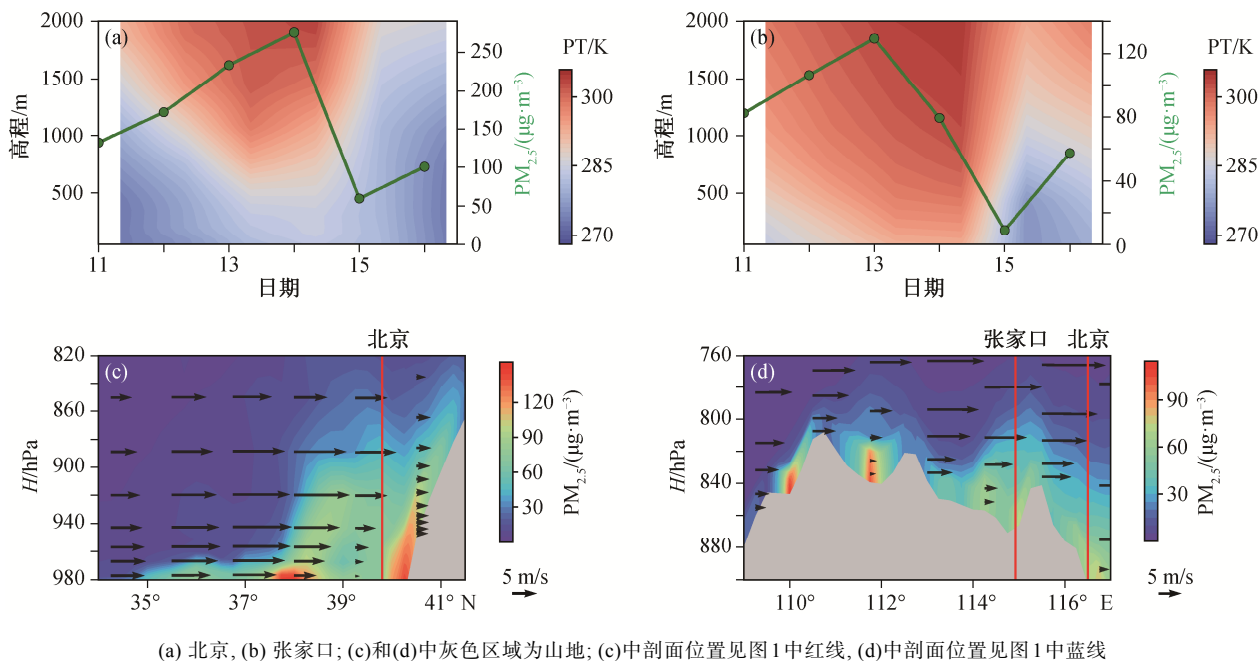 (a)
2000
1500
1000
500
高程/m
11
13
15
日期
250
200
150
100
50
0
PM2.5/(μg·m−3)
PT/K
300
285
270
(b)
2000
1500
1000
500
高程/m
11
13
15
日期
120
80
40
0
PM2.5/(μg·m−3)
PT/K
300
285
270
北京
(c)
820
860
900
940
980
H/hPa
35°
37°
39°
41° N
120
90
60
30
PM2.5/(μg·m−3)
5 m/s
张家口 北京
(d)
760
800
840
880
H/hPa
110°
112°
114°
116° E
90
60
30
PM2.5/(μg·m−3)
5 m/s
(a) 北京, (b) 张家口; (c)和(d)中灰色区域为山地; (c)中剖面位置见图1中红线, (d)中剖面位置见图1中蓝线